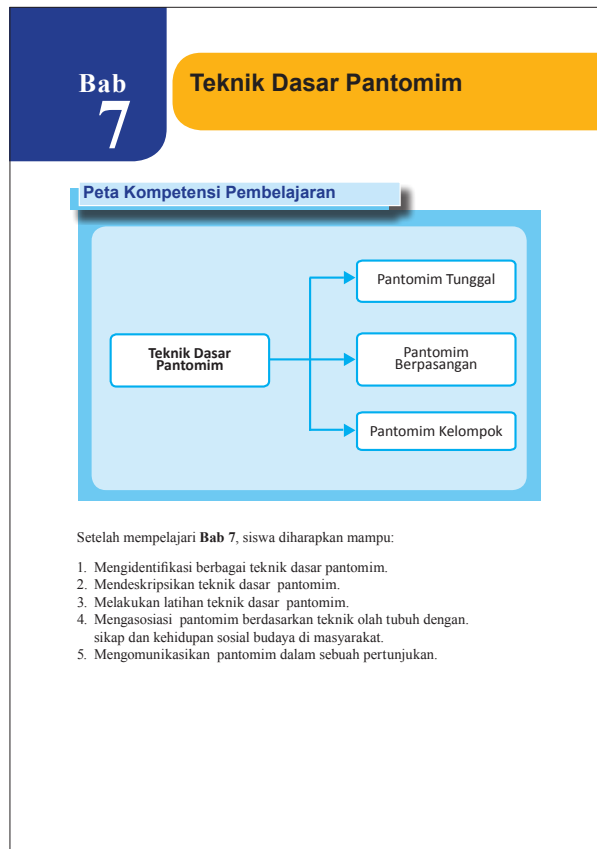 Bab
7
Teknik Dasar Pantomim
Peta Kompetensi Pembelajaran
Teknik Dasar
Pantomim
Pantomim Tunggal
Pantomim
Berpasangan
Pantomim Kelompok
Setelah mempelajari Bab 7, siswa diharapkan mampu:
1. Mengidentifikasi berbagai teknik dasar pantomim.
2. Mendeskripsikan teknik dasar pantomim.
3. Melakukan latihan teknik dasar pantomim.
4. Mengasosiasi pantomim berdasarkan teknik olah tubuh dengan.
sikap dan kehidupan sosial budaya di masyarakat.
5. Mengomunikasikan pantomim dalam sebuah pertunjukan.